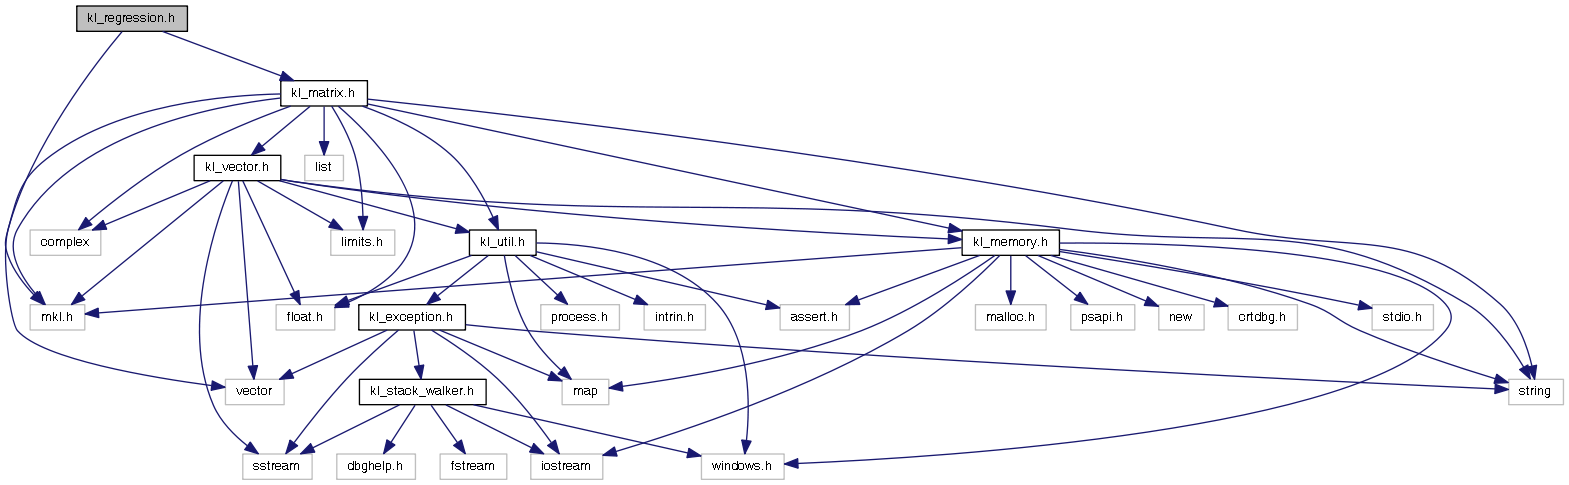 kl_regression.h
kl_matrix.h
kl_vector.h
list
complex
limits.h
kl_util.h
kl_memory.h
mkl.h
float.h
kl_exception.h
process.h
intrin.h
assert.h
malloc.h
psapi.h
new
crtdbg.h
stdio.h
vector
kl_stack_walker.h
map
string
sstream
dbghelp.h
fstream
iostream
windows.h